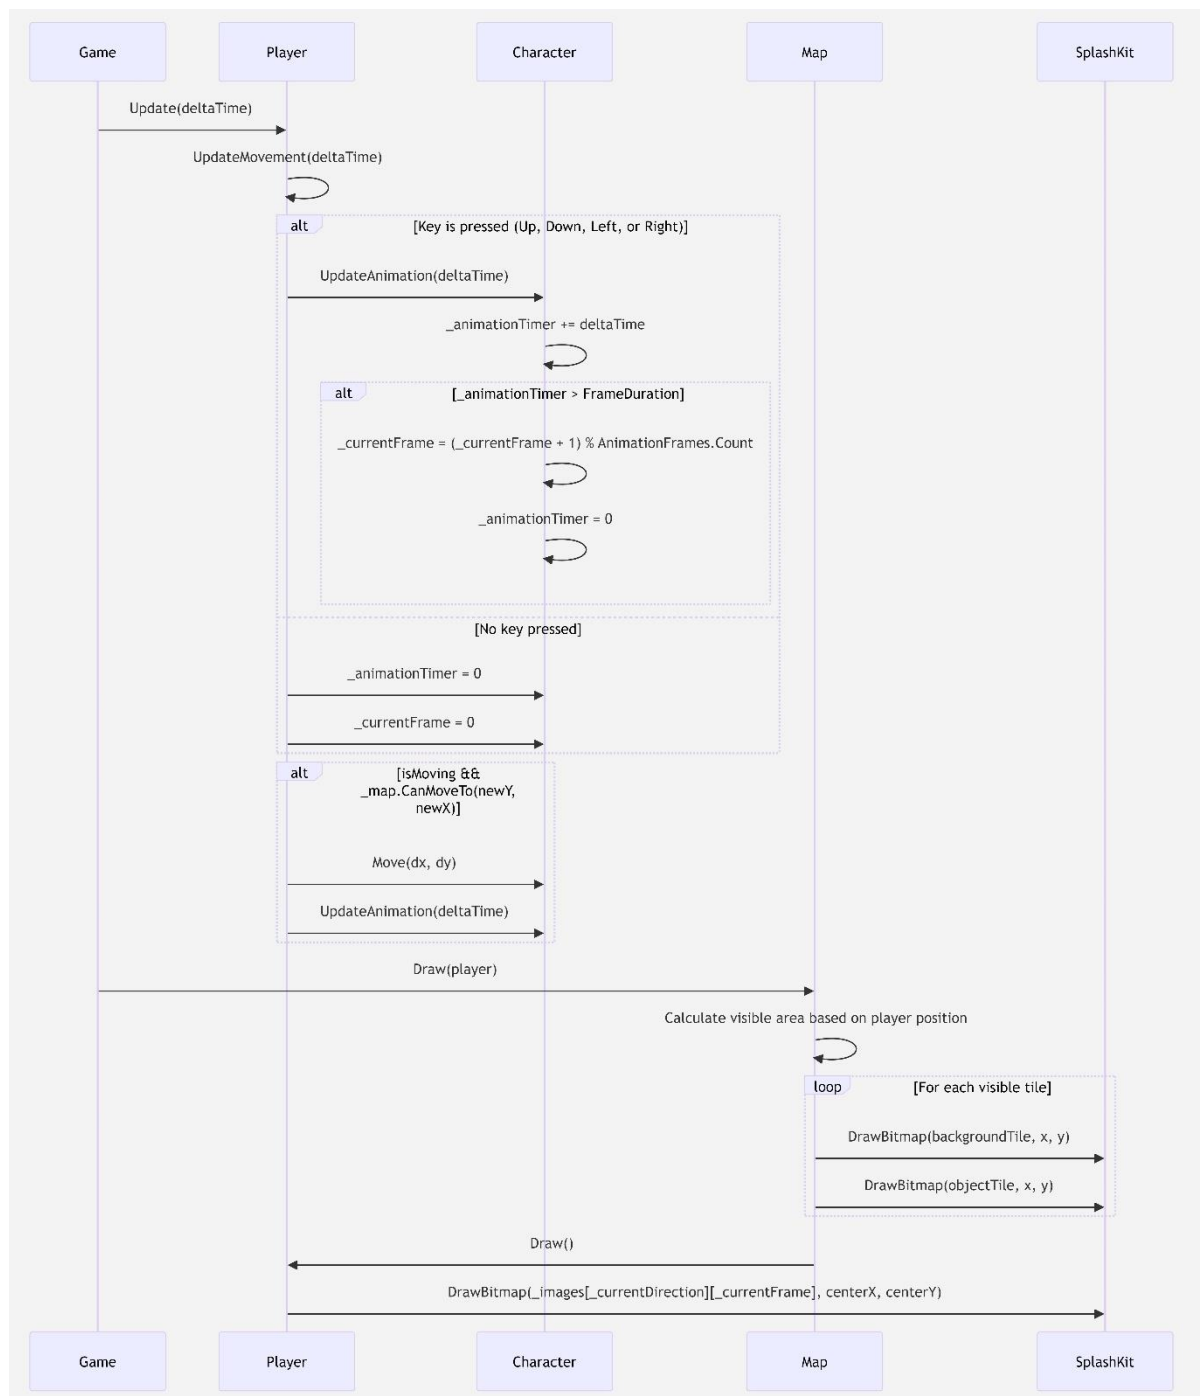 Game Player Character Map SplashKit
Update(deltaTime)
UpdateMovement(deltaTime)
alt [Key is pressed (Up, Down, Left, or Right)]
UpdateAnimation(deltaTime)
_animationTimer += deltaTime
alt [_animationTimer > FrameDuration]
_currentFrame = (_currentFrame + 1) % AnimationFrames.Count
_animationTimer = 0
[No key pressed]
_animationTimer = 0
_currentFrame = 0
alt [isMoving &&
_map.CanMoveTo(newY,
newX)]
Move(dx, dy)
UpdateAnimation(deltaTime)
Draw(player)
Calculate visible area based on player position
loop [For each visible tile]
DrawBitmap(backgroundTile, x, y)
DrawBitmap(objectTile, x, y)
Draw()
DrawBitmap(_images[_currentDirection][_currentFrame], centerX, centerY)
Game Player Character Map SplashKit